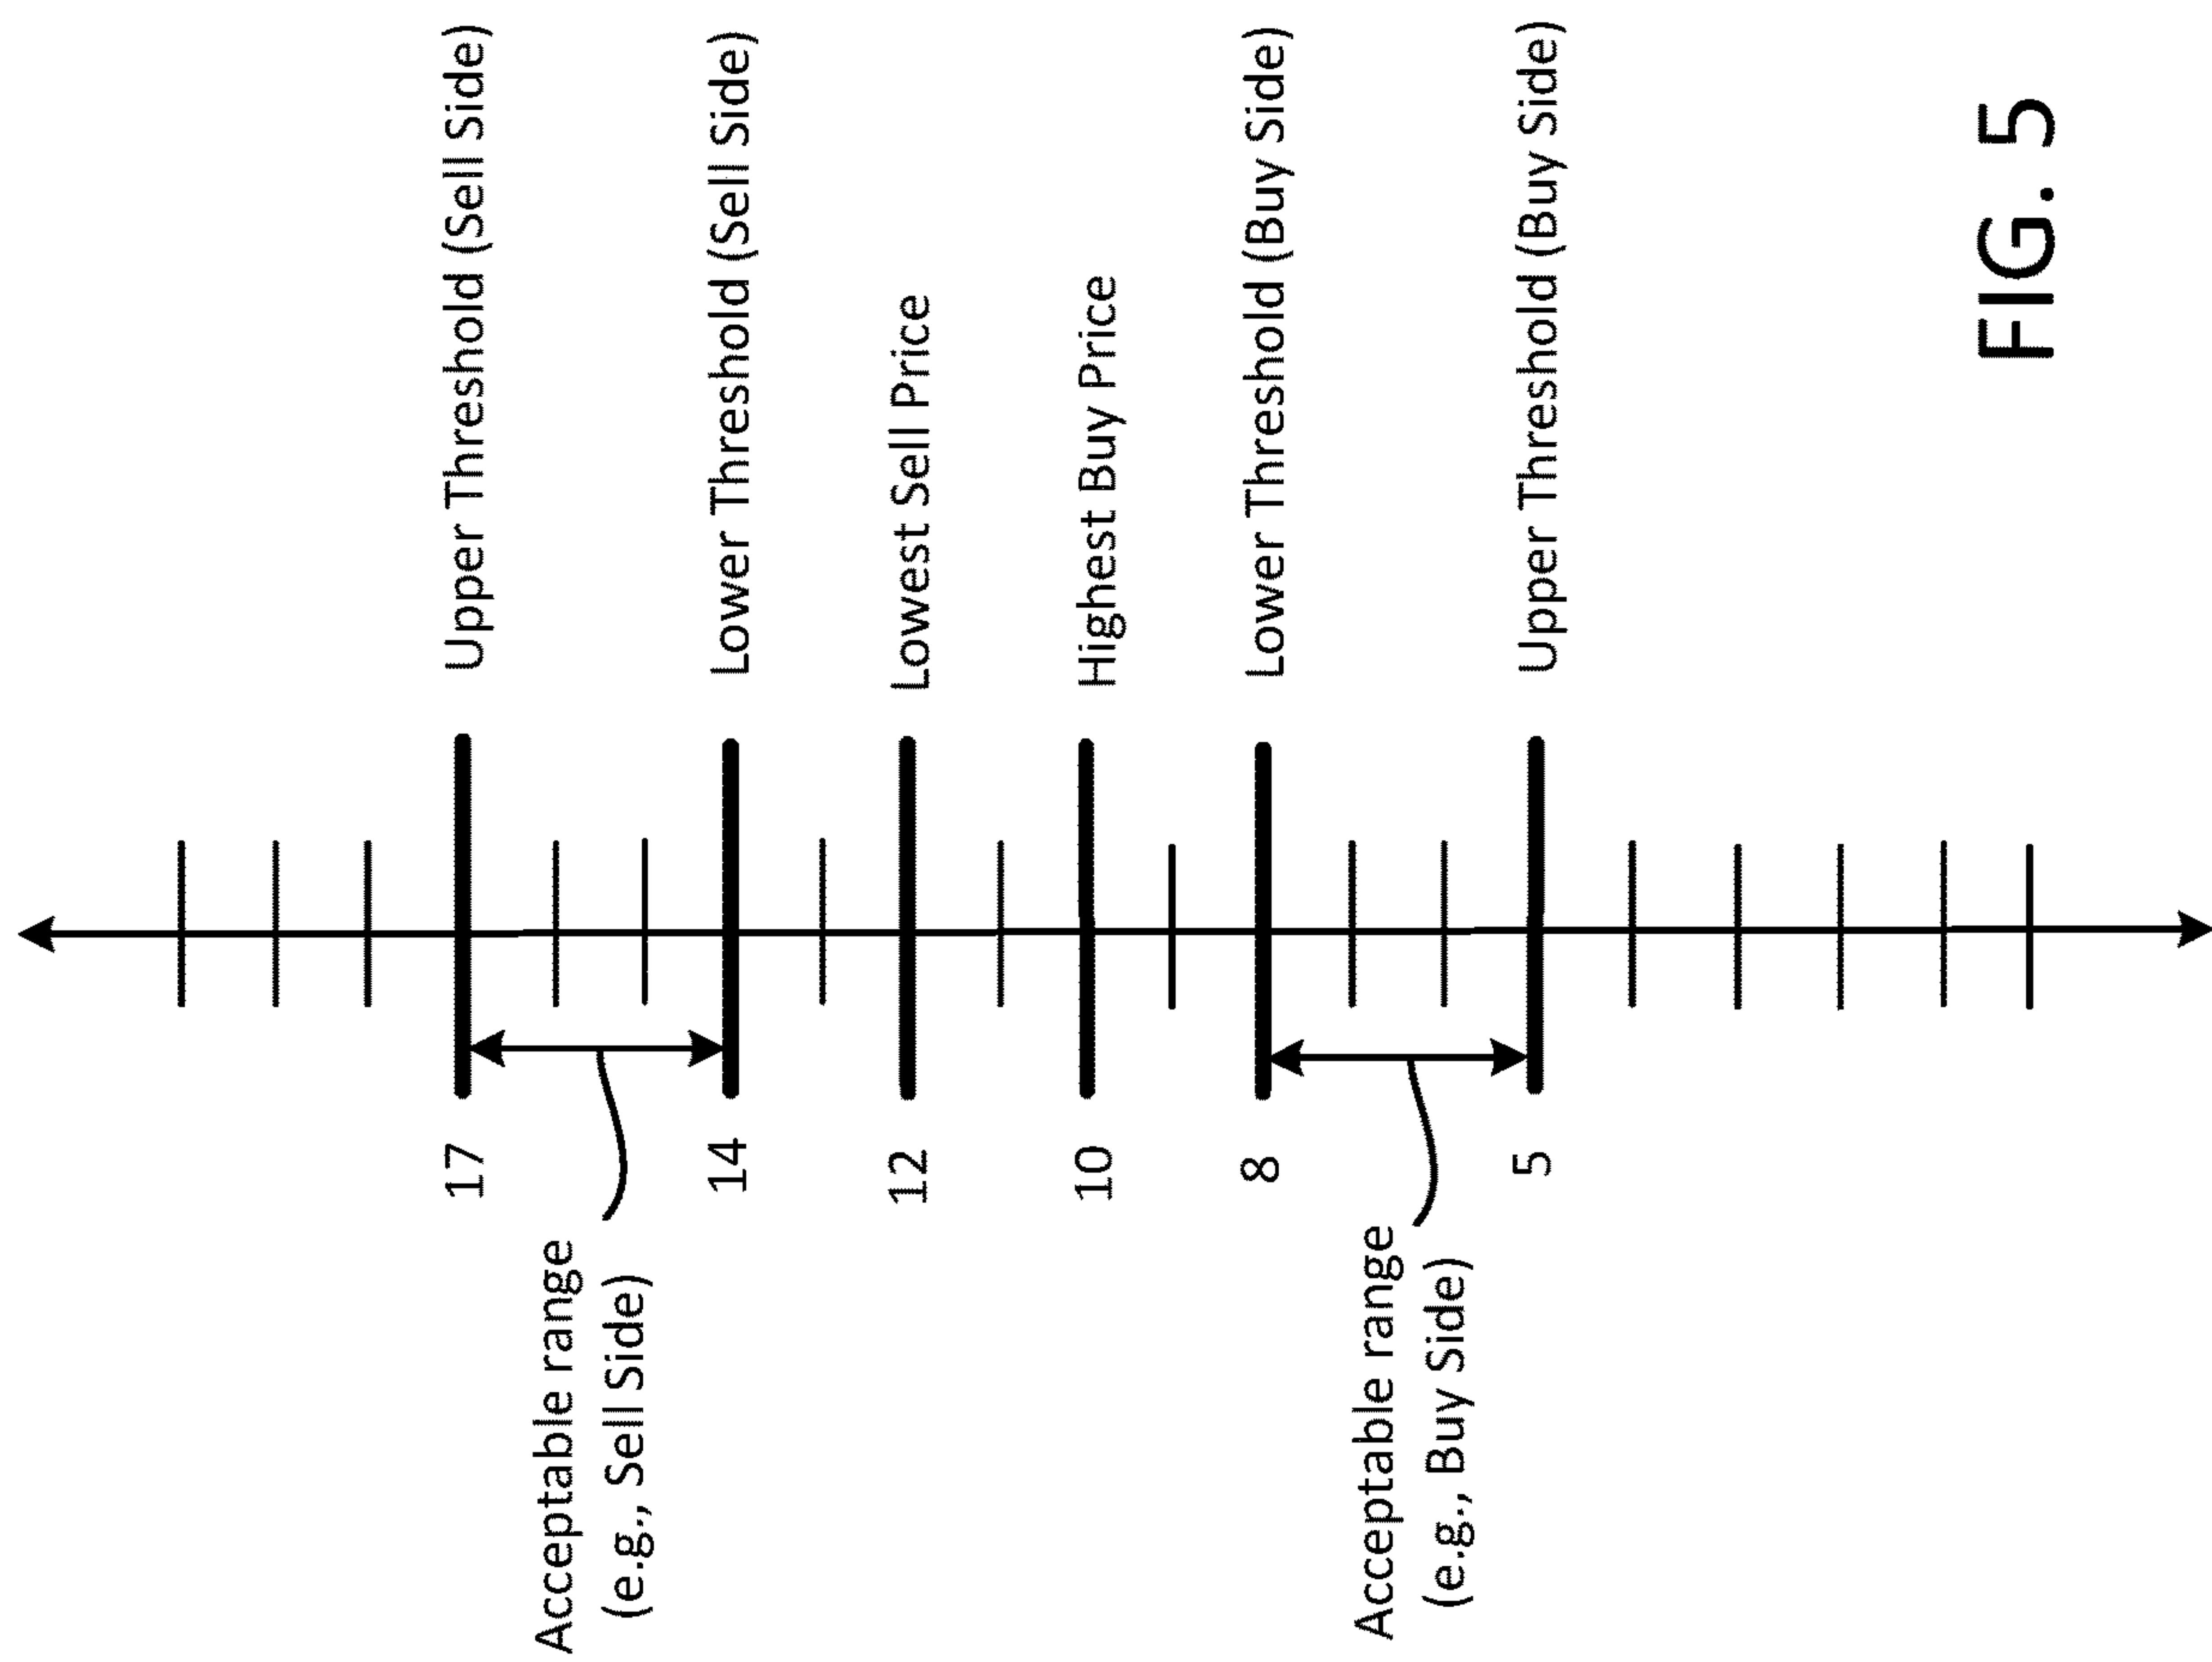 17
Upper Threshold (Sell Side)
Acceptable range
(e.g., Sell Side)
14
Lower Threshold (Sell Side)
12
Lowest Sell Price
10
Highest Buy Price
8
Lower Threshold (Buy Side)
Acceptable range
(e.g., Buy Side)
5
Upper Threshold (Buy Side)
FIG. 5